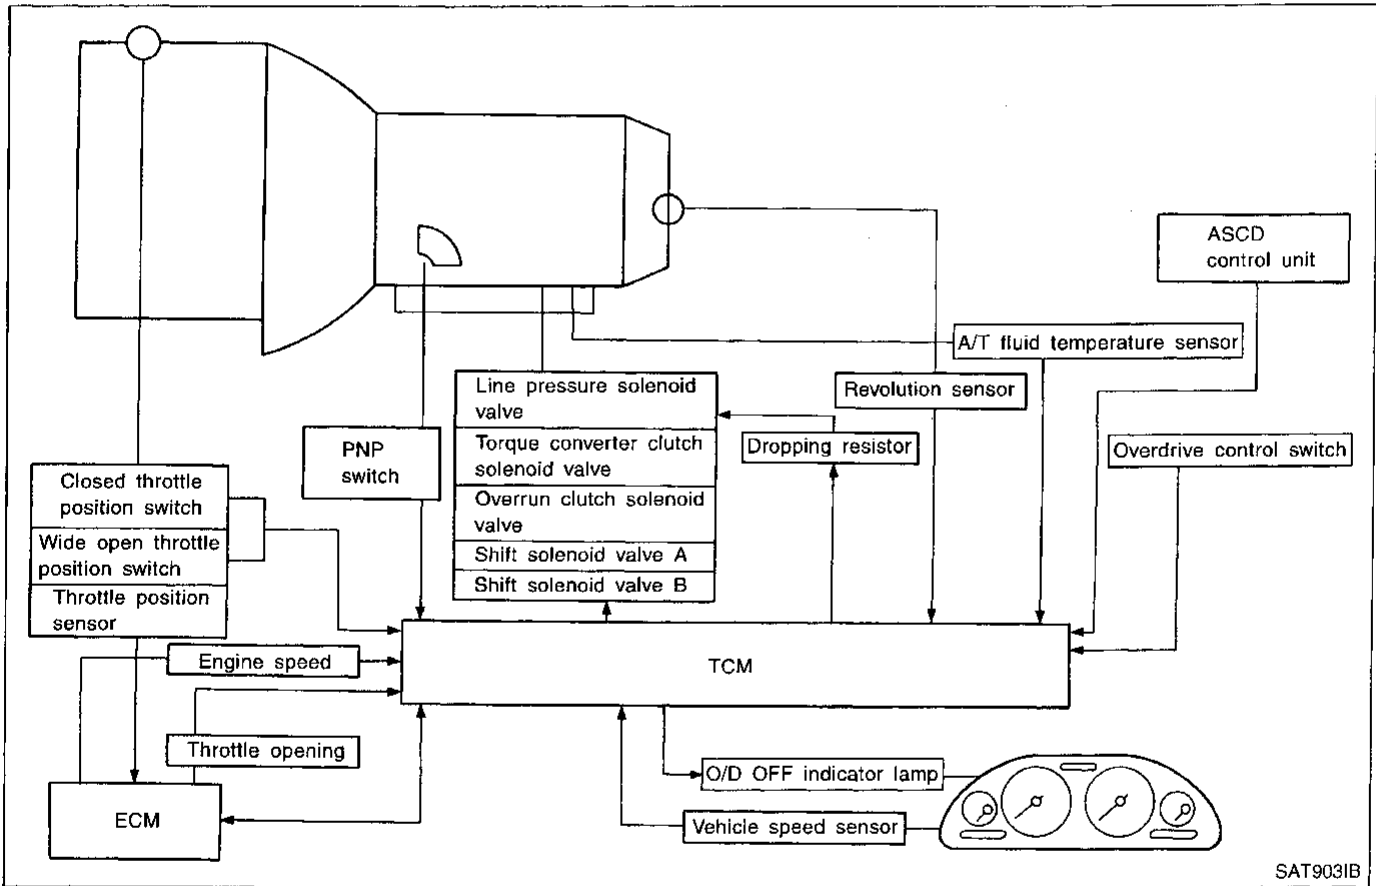 ASCD
control unit
A/T fluid temperature sensor
Line pressure solenoid
valve
Revolution sensor
Torque converter clutch
solenoid valve
Dropping resistor
Overdrive control switch
PNP
switch
Closed throttle
position switch
Overrun clutch solenoid
valve
Wide open throttle
position switch
Shift solenoid valve A
Shift solenoid valve B
Throttle position
sensor
Engine speed
TCM
Throttle opening
O/D OFF indicator lamp
ECM
Vehicle speed sensor
SAT903IB